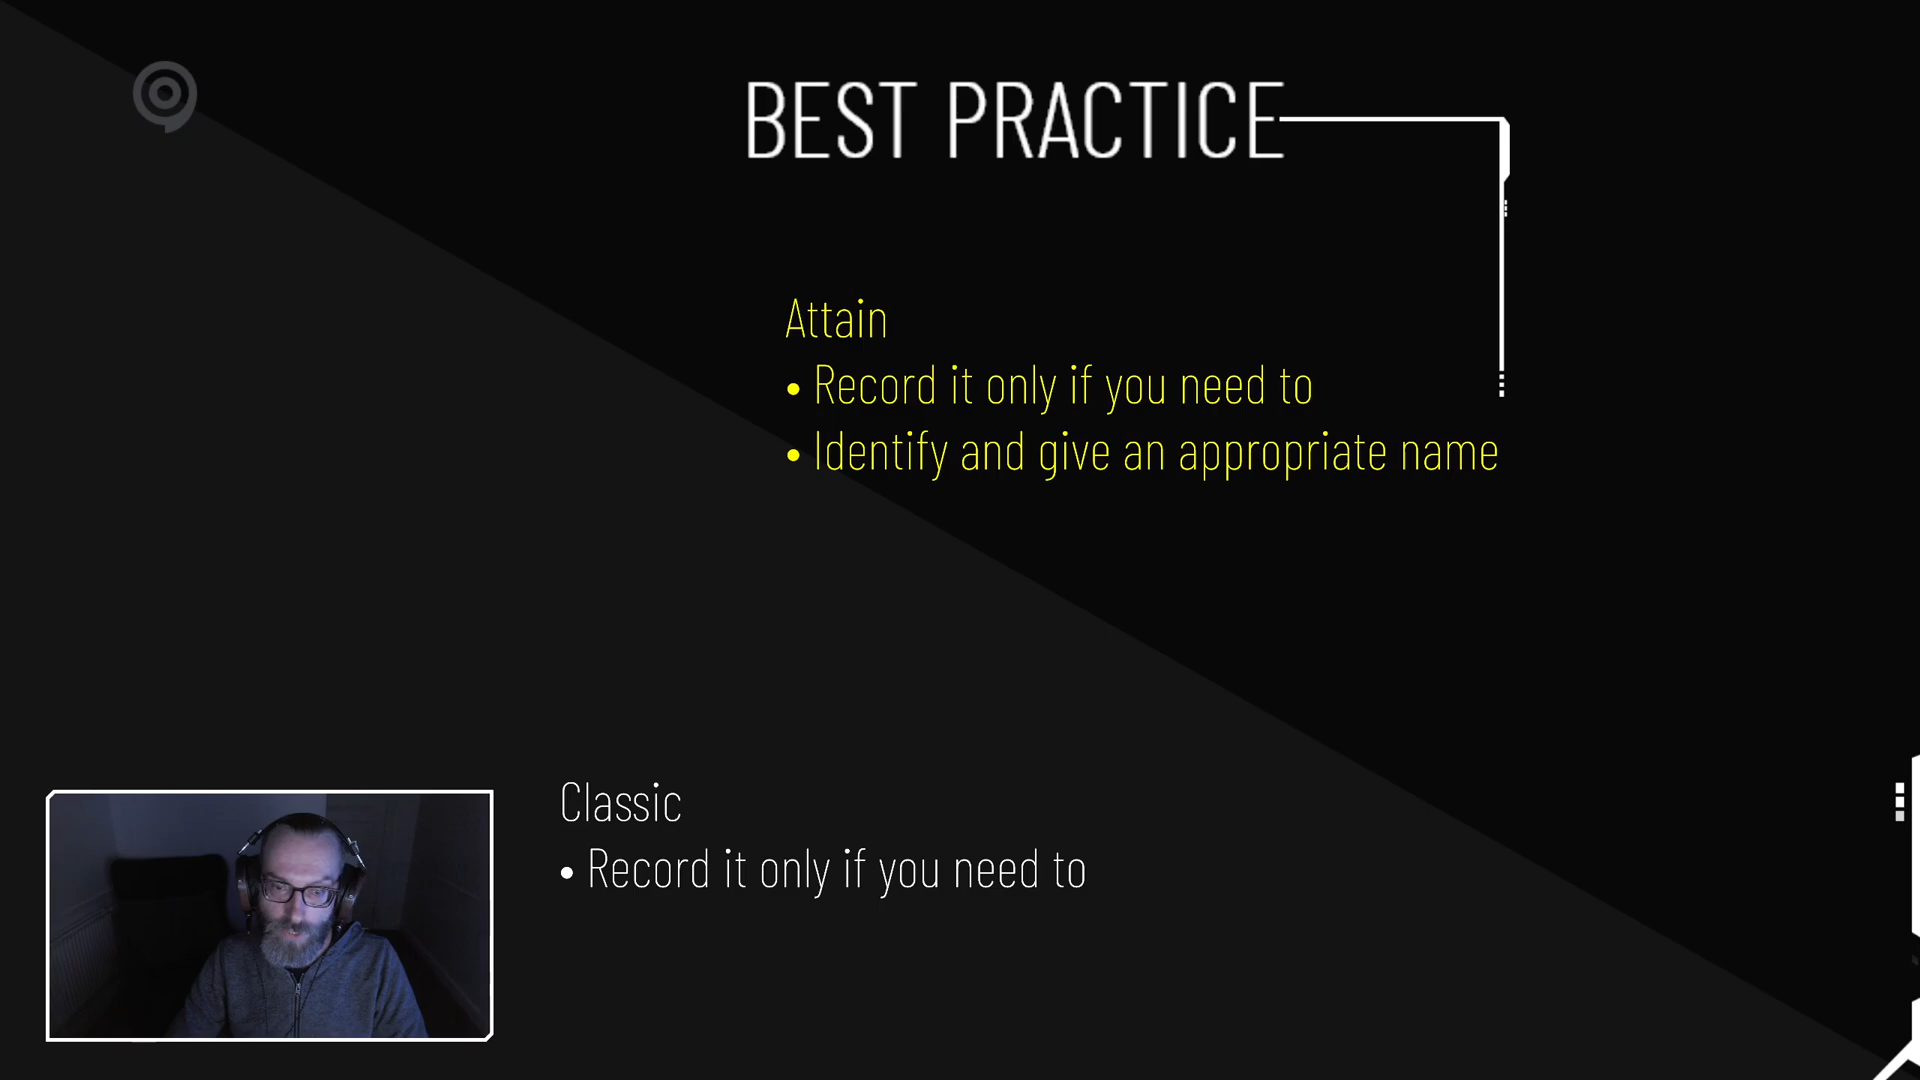 BEST PRACTICE
Attain
• Record it only if you need to
• Identify and give an appropriate name
Classic
• Record it only if you need to